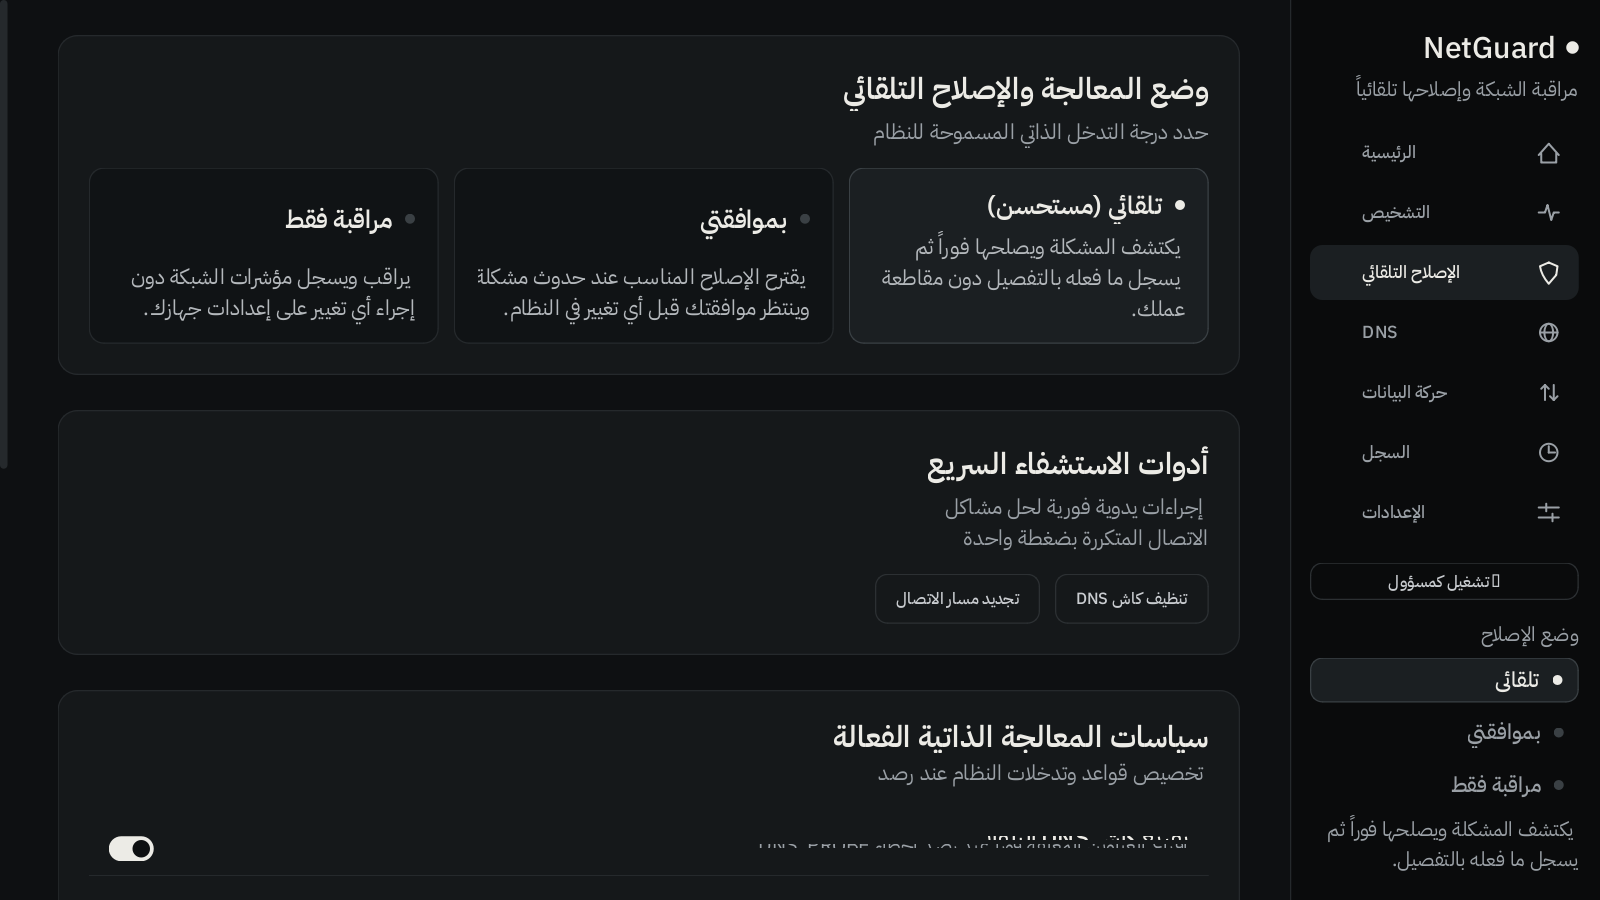 NetGuard
مراقبة الشبكة وإصلاحها تلقائياً
الرئيسية
التشخيص
الإصلاح التلقائي
DNS
حركة البيانات
السجل
الإعدادات
تشغيل كمسؤول
وضع الإصلاح
تلقائي
بموافقتي
مراقبة فقط
يكتشف المشكلة ويصلحها فوراً ثم
يسجل ما فعله بالتفصيل.
وضع المعالجة والإصلاح التلقائي
حدد درجة التدخل الذاتي المسموحة للنظام
تلقائي (مستحسن)
يكتشف المشكلة ويصلحها فوراً ثم
يسجل ما فعله بالتفصيل دون مقاطعة
عملك.
بموافقتي
يقترح الإصلاح المناسب عند حدوث مشكلة
وينتظر موافقتك قبل أي تغيير في النظام.
مراقبة فقط
يراقب ويسجل مؤشرات الشبكة دون
إجراء أي تغيير على إعدادات جهازك.
أدوات الاستشفاء السريع
إجراءات يدوية فورية لحل مشاكل
الاتصال المتكررة بضغطة واحدة
تنظيف كاش DNS
تجديد مسار الاتصال
سياسات المعالجة الذاتية الفعالة
تخصيص قواعد وتدخلات النظام عند رصد